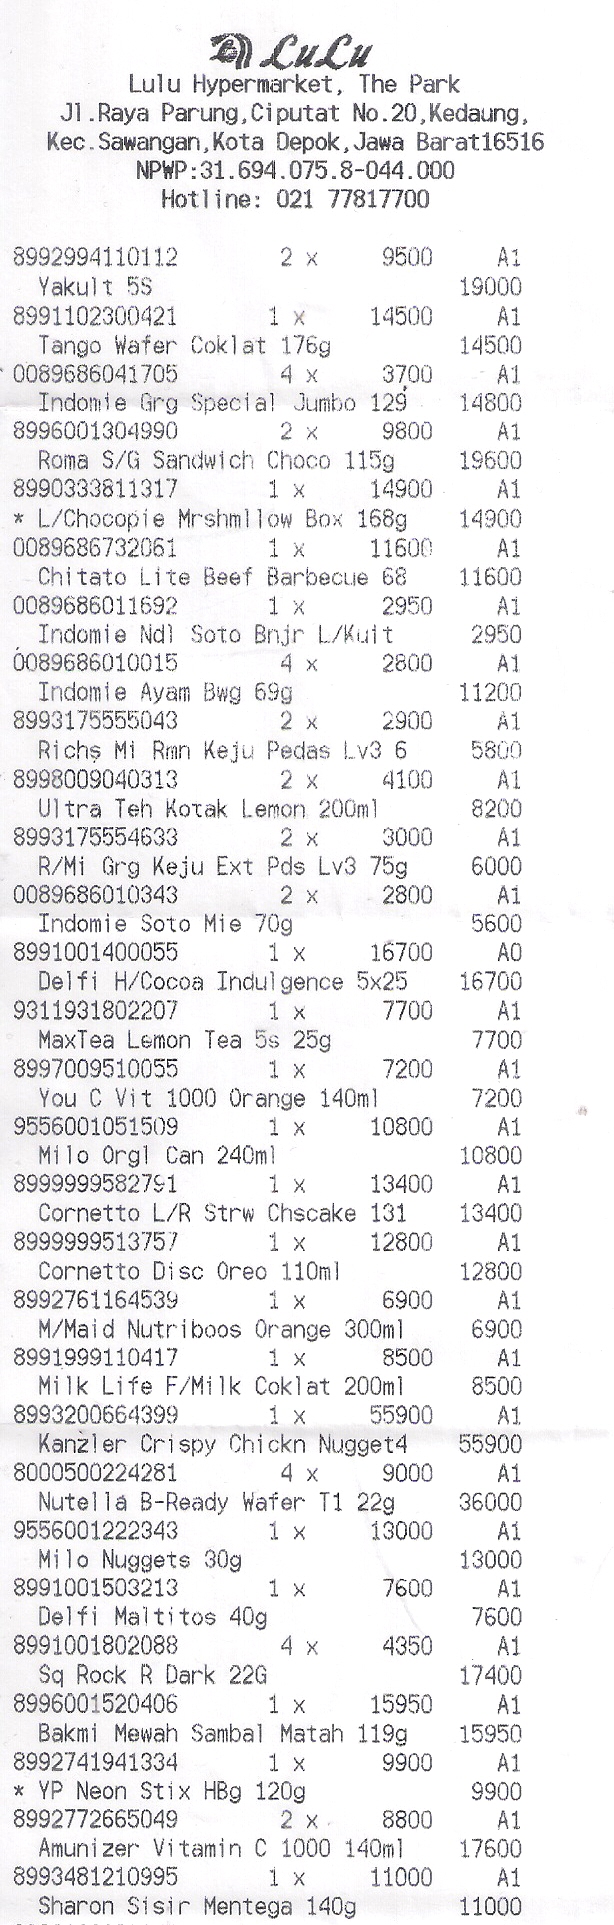 LuLu
Lulu Hypermarket, The Park
Jl.Raya Parung,Ciputat No.20,Kedaung,
Kec.Sawangan,Kota Depok,Jawa Barat16516
NPWP:31.694.075.8-044.000
Hotline: 021 77817700
8992994110112 2 x 9500 A1
Yakult 5S 19000
8991102300421 1 x 14500 A1
Tango Wafer Coklat 176g 14500
0089686041705 4 x 3700 A1
Indomie Grg Special Jumbo 129 14800
8996001304990 2 x 9800 A1
Roma S/G Sandwich Choco 115g 19600
8990333811317 1 x 14900 A1
* L/Chocopie Mrshmllow Box 168g 14900
0089686732061 1 x 11600 A1
Chitato Lite Beef Barbecue 68 11600
0089686011692 1 x 2950 A1
Indomie Ndl Soto Bnjr L/Kuit 2950
0089686010015 4 x 2800 A1
Indomie Ayam Bwg 69g 11200
8993175555043 2 x 2900 A1
Richs Mi Rmn Keju Pedas Lv3 6 5800
8998009040313 2 x 4100 A1
Ultra Teh Kotak Lemon 200ml 8200
8993175554633 2 x 3000 A1
R/Mi Grg Keju Ext Pds Lv3 75g 6000
0089686010343 2 x 2800 A1
Indomie Soto Mie 70g 5600
8991001400055 1 x 16700 A0
Delfi H/Cocoa Indulgence 5x25 16700
9311931802207 1 x 7700 A1
MaxTea Lemon Tea 5s 25g 7700
8997009510055 1 x 7200 A1
You C Vit 1000 Orange 140ml 7200
9556001051509 1 x 10800 A1
Milo Orgl Can 240ml 10800
8999999582791 1 x 13400 A1
Cornetto L/R Strw Chscake 131 13400
8999999513757 1 x 12800 A1
Cornetto Disc Oreo 110ml 12800
8992761164539 1 x 6900 A1
M/Maid Nutriboos Orange 300ml 6900
8991999110417 1 x 8500 A1
Milk Life F/Milk Coklat 200ml 8500
8993200664399 1 x 55900 A1
Kanzler Crispy Chickn Nugget4 55900
8000500224281 4 x 9000 A1
Nutella B-Ready Wafer T1 22g 36000
9556001222343 1 x 13000 A1
Milo Nuggets 30g 13000
8991001503213 1 x 7600 A1
Delfi Maltitos 40g 7600
8991001802088 4 x 4350 A1
Sq Rock R Dark 22G 17400
8996001520406 1 x 15950 A1
Bakmi Mewah Sambal Matah 119g 15950
8992741941334 1 x 9900 A1
* YP Neon Stix HBg 120g 9900
8992772665049 2 x 8800 A1
Amunizer Vitamin C 1000 140ml 17600
8993481210995 1 x 11000 A1
Sharon Sisir Mentega 140g 11000